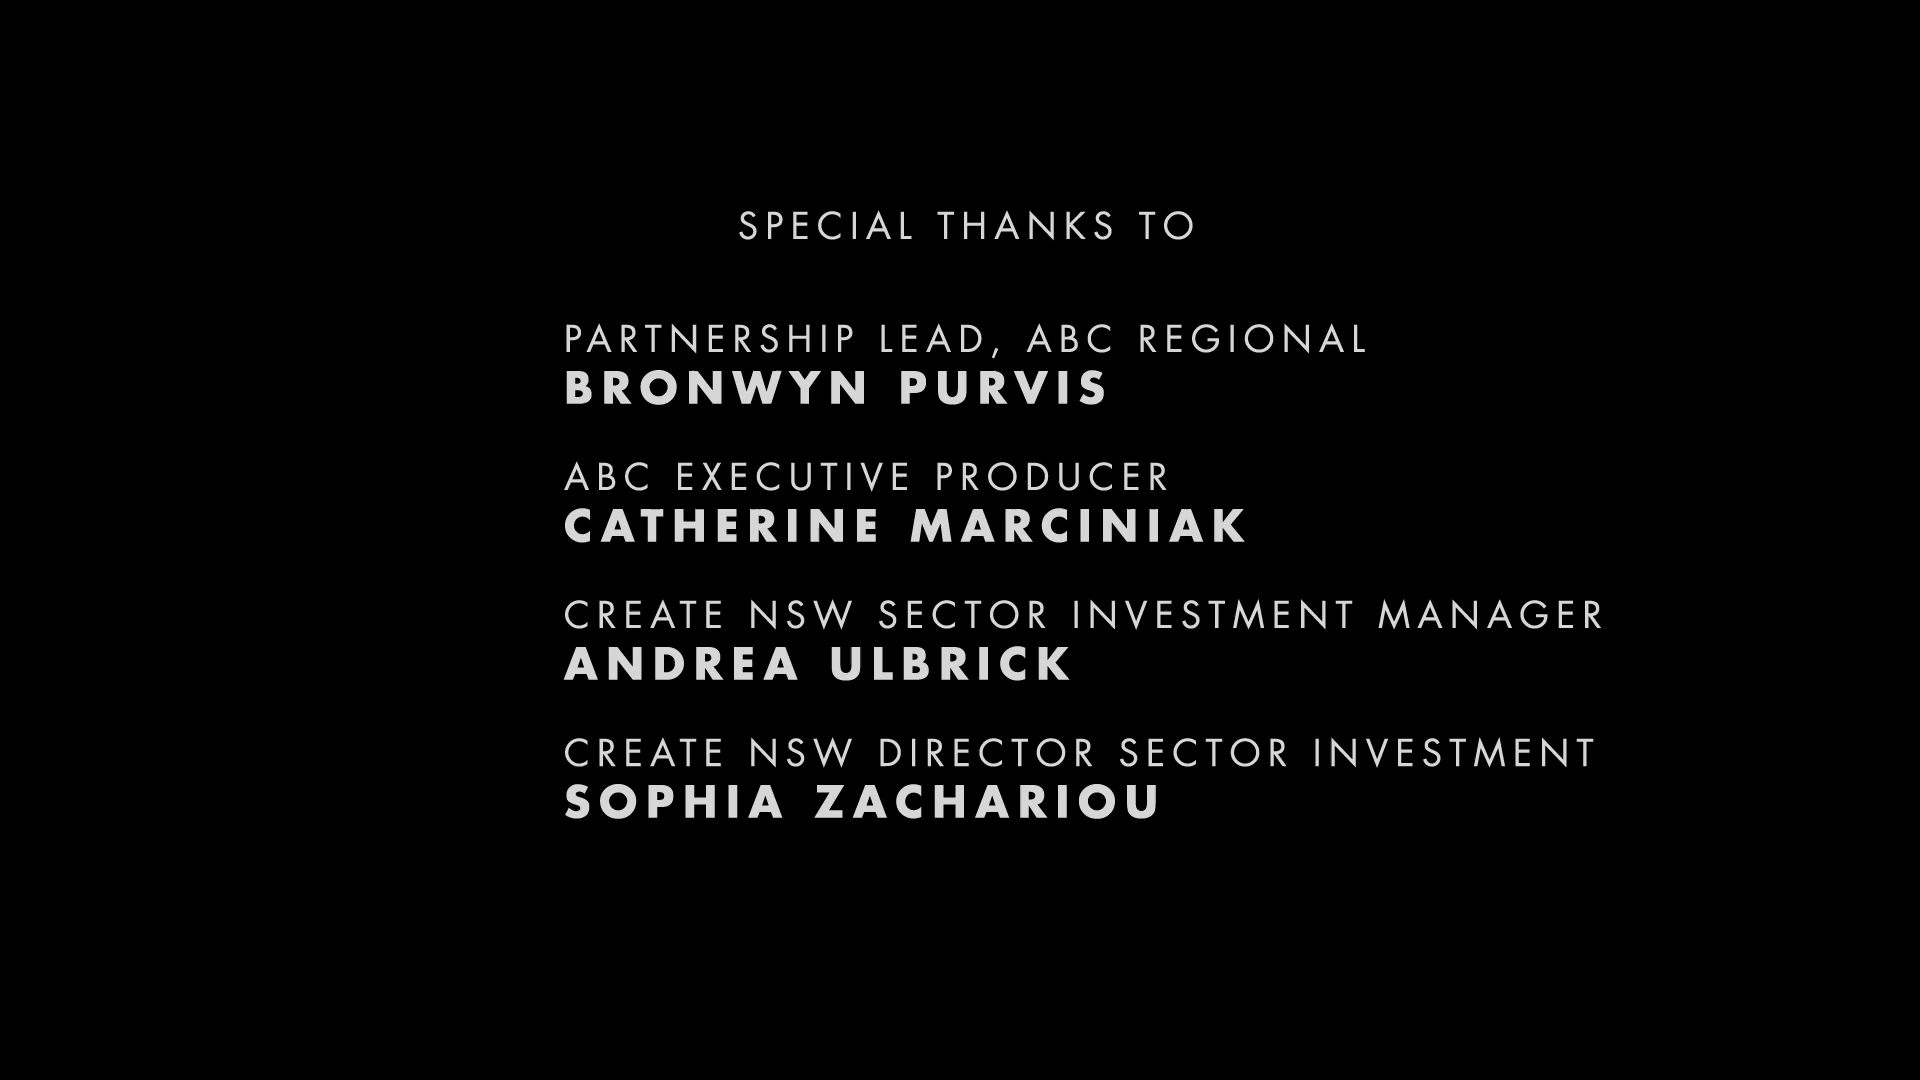 SPECIAL THANKS TO
PARTNERSHIP LEAD, ABC REGIONAL
BRONWYN PURVIS
ABC EXECUTIVE PRODUCER
CATHERINE MARCINIAK
CREATE NSW SECTOR INVESTMENT MANAGER
ANDREA ULBRICK
CREATE NSW DIRECTOR SECTOR INVESTMENT
SOPHIA ZACHARIOU